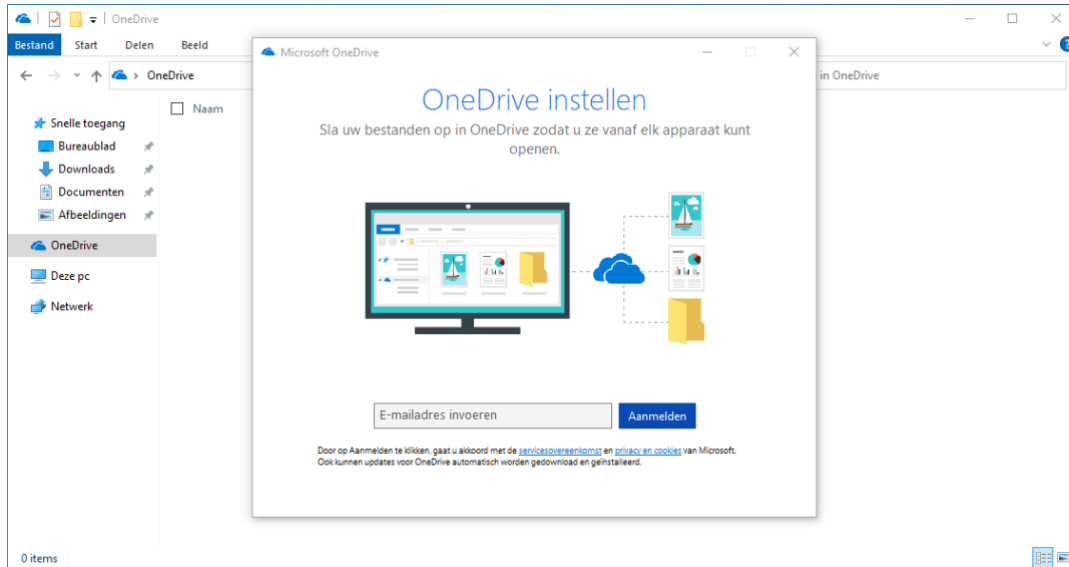 OneDrive
Bestand Start Delen Beeld
OneDrive
in OneDrive
Snelle toegang
Bureaublad
Downloads
Documenten
Afbeeldingen
OneDrive
Deze pc
Netwerk
Naam
Microsoft OneDrive
OneDrive instellen
Sla uw bestanden op in OneDrive zodat u ze vanaf elk apparaat kunt
openen.
E-mailadres invoeren
Aanmelden
Door op Aanmelden te klikken, gaat u akkoord met de servicesovereenkomst en privacy en cookies van Microsoft.
Ook kunnen updates voor OneDrive automatisch worden gedownload en geïnstalleerd.
0 items